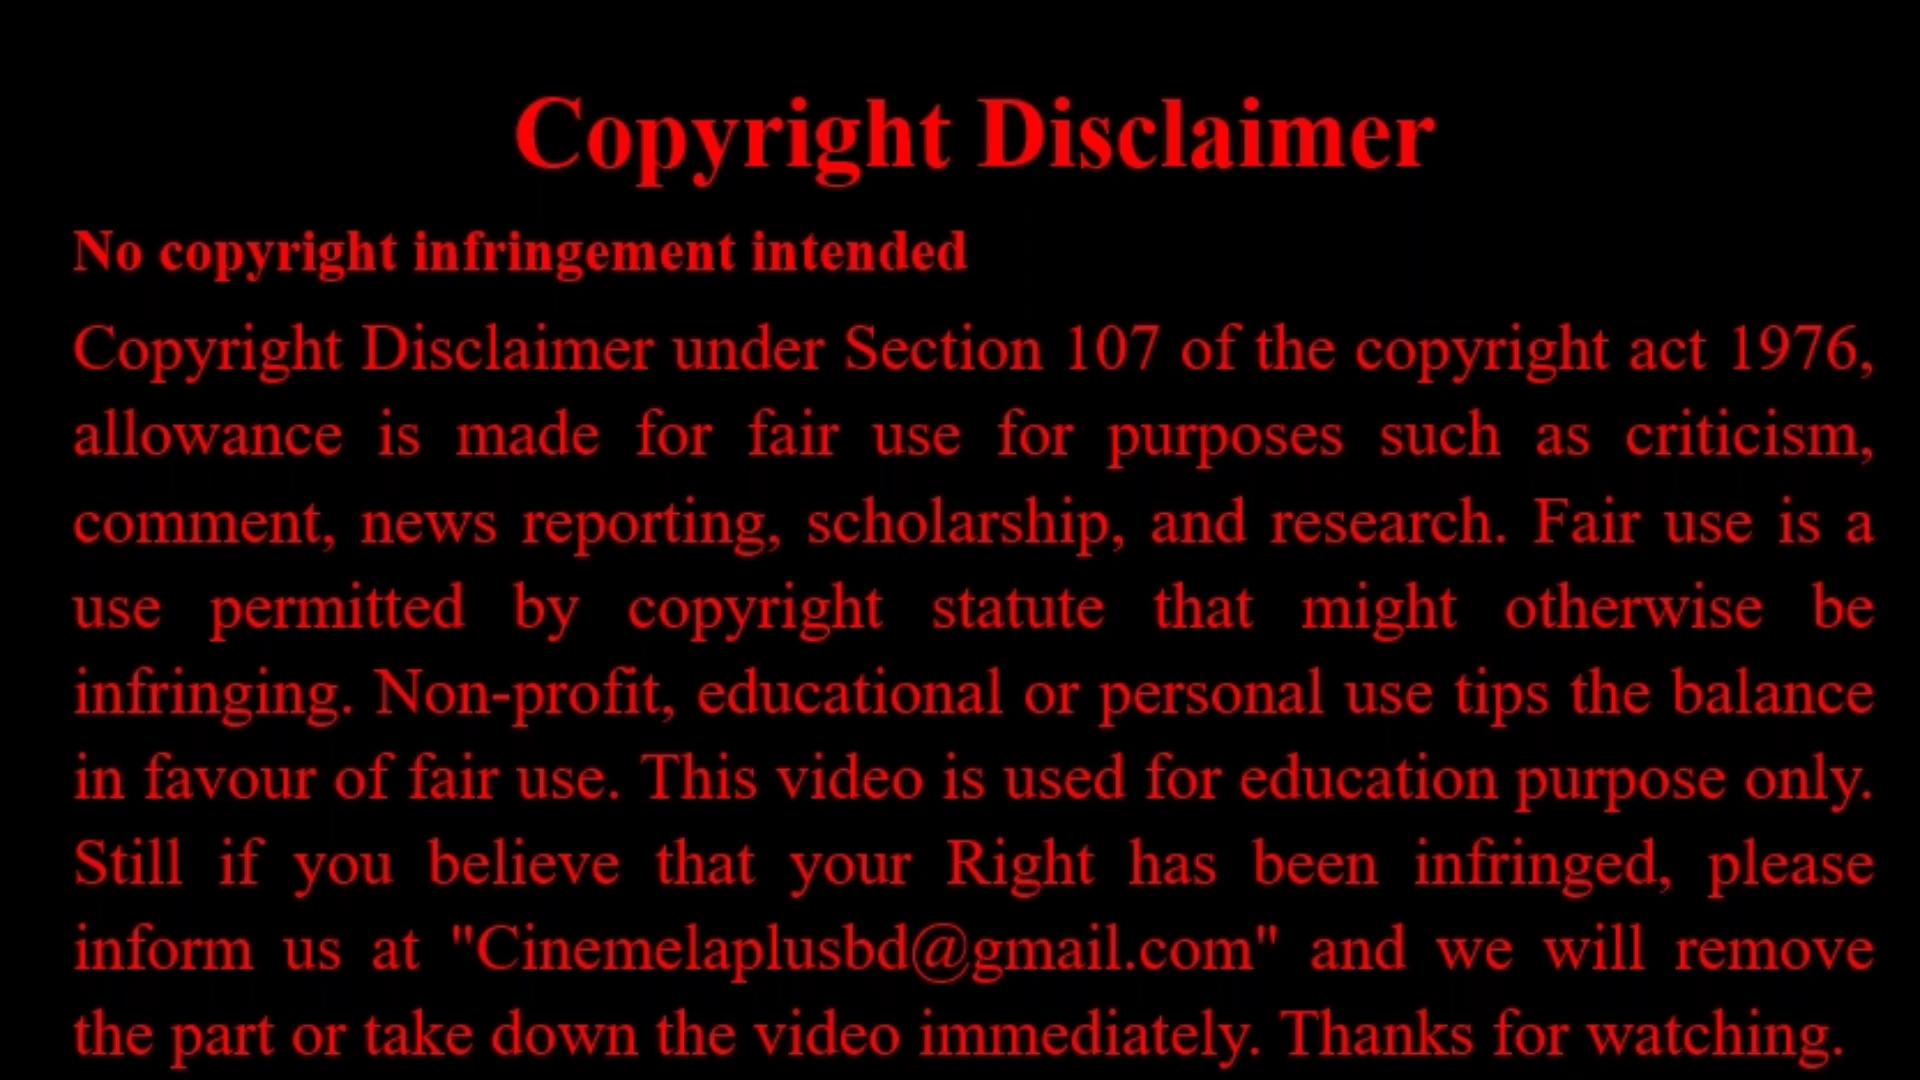 Copyright Disclaimer
No copyright infringement intended
Copyright Disclaimer under Section 107 of the copyright act 1976,
allowance is made for fair use for purposes such as criticism,
comment, news reporting, scholarship, and research. Fair use is a
use permitted by copyright statute that might otherwise be
infringing. Non-profit, educational or personal use tips the balance
in favour of fair use. This video is used for education purpose only.
Still if you believe that your Right has been infringed, please
inform us at "Cinemelaplusbd@gmail.com" and we will remove
the part or take down the video immediately. Thanks for watching.